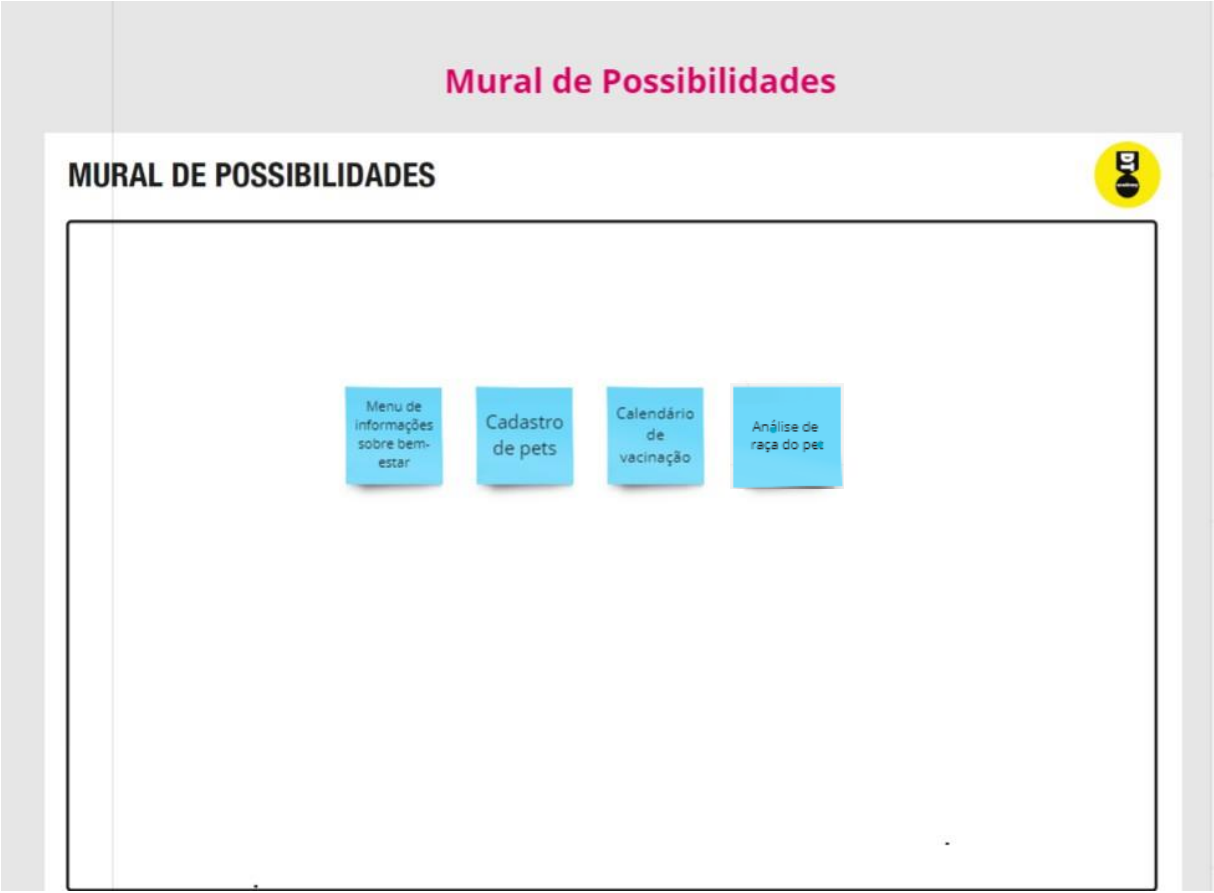 Mural de Possibilidades
MURAL DE POSSIBILIDADES
DT
Menu de
informações
sobre bem-
estar
Cadastro
de pets
Calendário
de
vacinação
Análise de
raça do pet